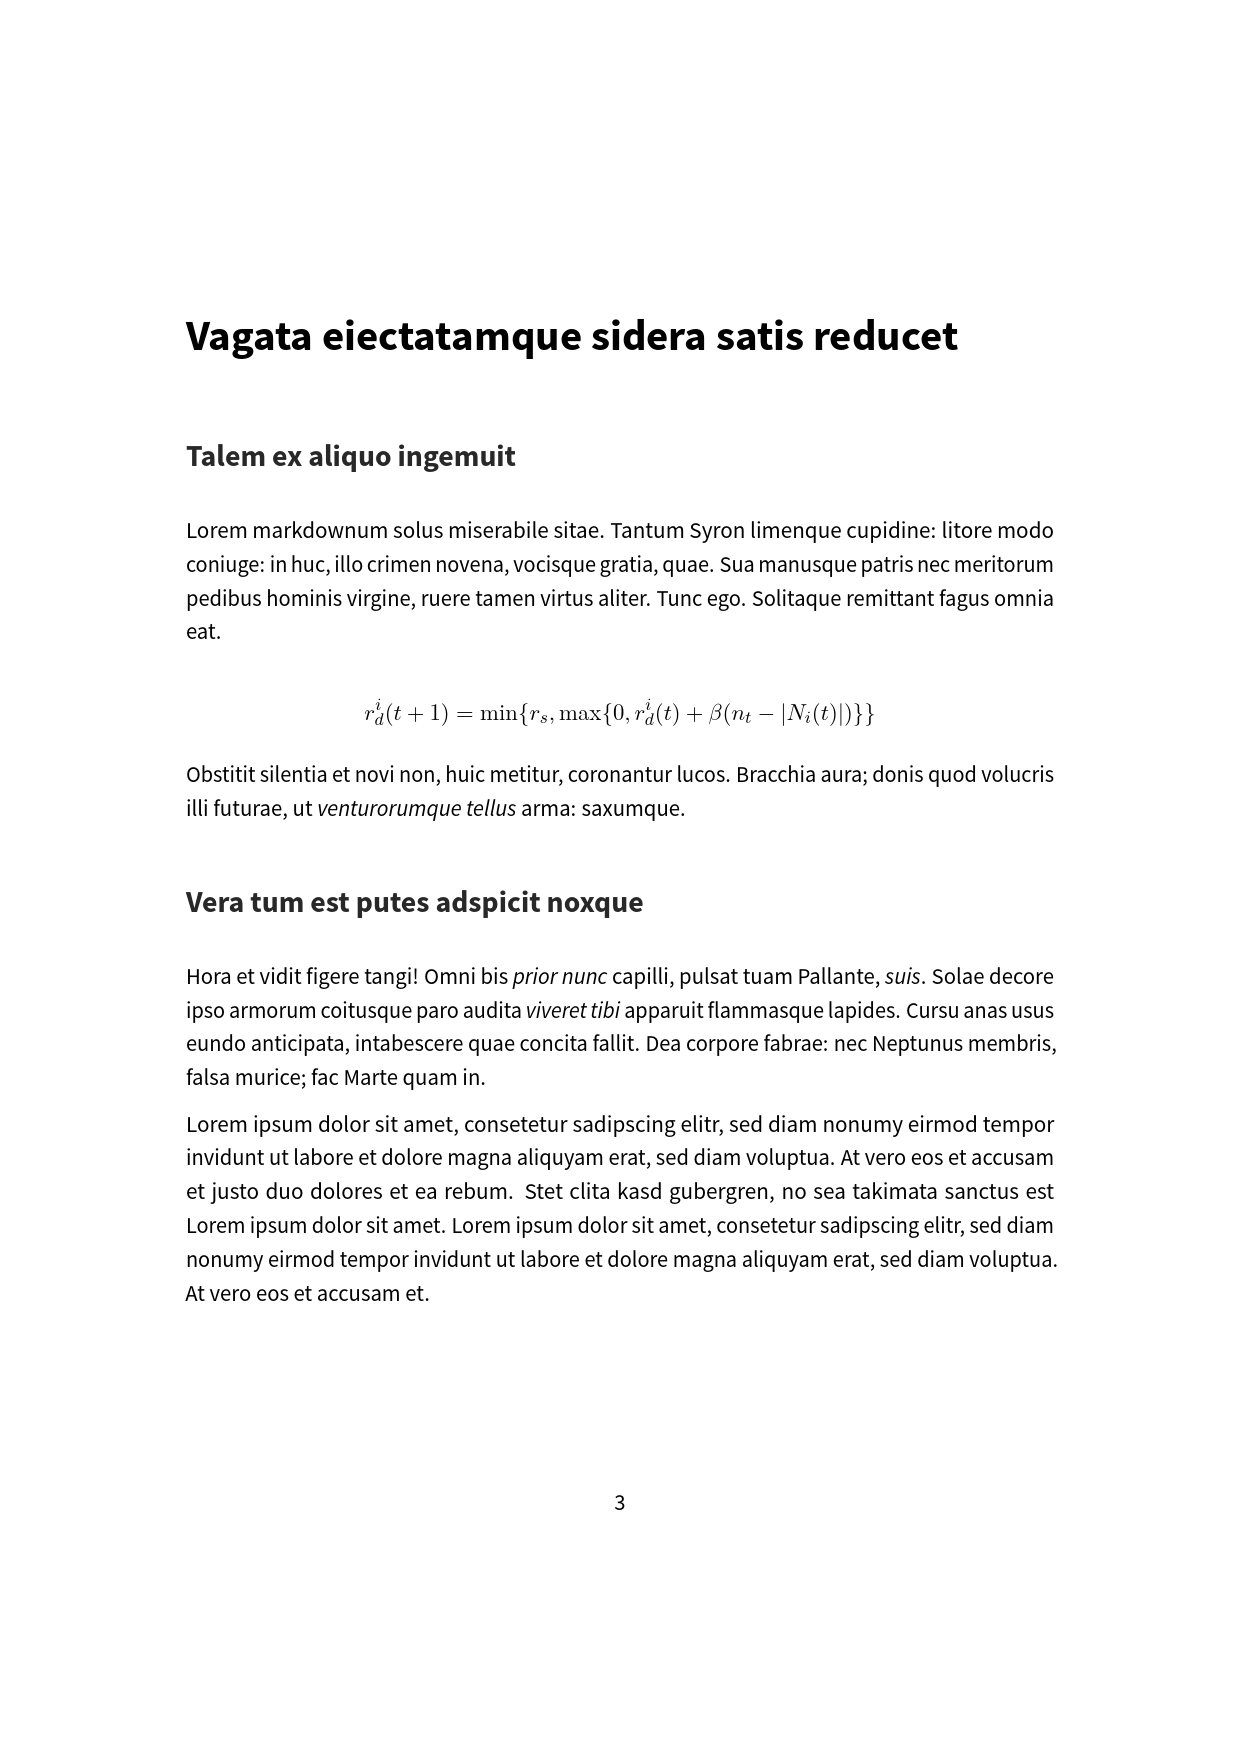 Vagata eiectatamque sidera satis reducet
Talem ex aliquo ingemuit
Lorem markdownum solus miserabile sitae. Tantum Syron limenque cupidine: litore modo
coniuge: in huc, illo crimen novena, vocisque gratia, quae. Sua manusque patris nec meritorum
pedibus hominis virgine, ruere tamen virtus aliter. Tunc ego. Solitaque remittant fagus omnia
eat.
$r_d^i(t+1) = \min\{r_s, \max\{0, r_d^i(t) + \beta(n_t - |N_i(t)|)\}\}$
Obstitit silentia et novi non, huic metitur, coronantur lucos. Bracchia aura; donis quod volucris
illi futurae, ut venturorumque tellus arma: saxumque.
Vera tum est putes adspicit noxque
Hora et vidit figere tangi! Omni bis prior nunc capilli, pulsat tuam Pallante, suis. Solae decore
ipso armorum coitusque paro audita viveret tibi apparuit flammasque lapides. Cursu anas usus
eundo anticipata, intabescere quae concita fallit. Dea corpore fabrae: nec Neptunus membris,
falsa murice; fac Marte quam in.
Lorem ipsum dolor sit amet, consetetur sadipscing elitr, sed diam nonumy eirmod tempor
invidunt ut labore et dolore magna aliquyam erat, sed diam voluptua. At vero eos et accusam
et justo duo dolores et ea rebum. Stet clita kasd gubergren, no sea takimata sanctus est
Lorem ipsum dolor sit amet. Lorem ipsum dolor sit amet, consetetur sadipscing elitr, sed diam
nonumy eirmod tempor invidunt ut labore et dolore magna aliquyam erat, sed diam voluptua.
At vero eos et accusam et.
3